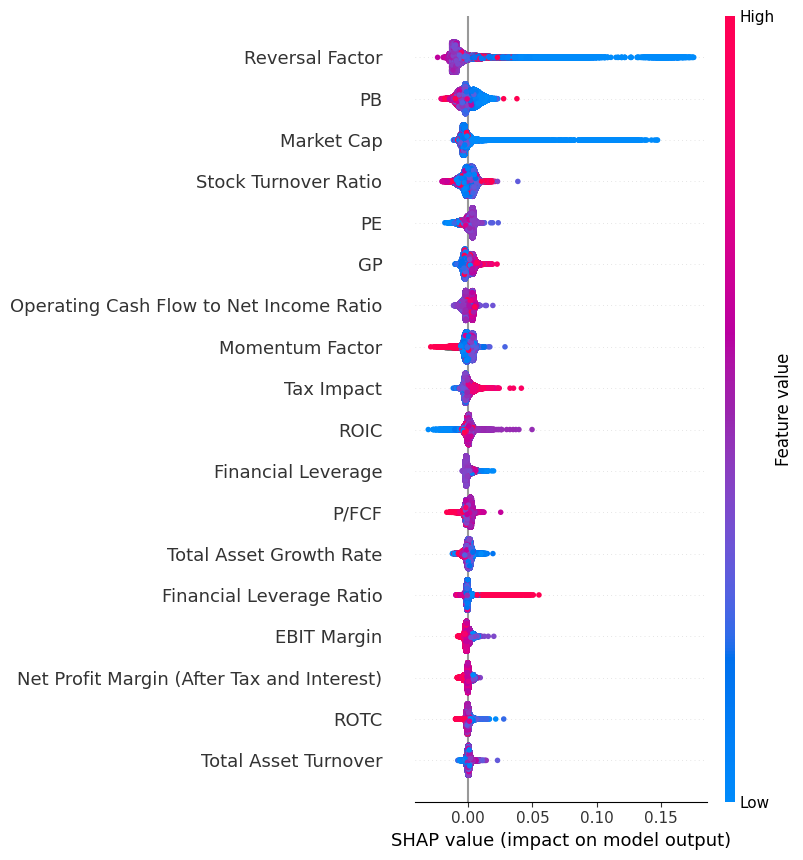 High
Reversal Factor
PB
Market Cap
Stock Turnover Ratio
PE
GP
Operating Cash Flow to Net Income Ratio
Momentum Factor
Tax Impact
ROIC
Financial Leverage
P/FCF
Total Asset Growth Rate
Financial Leverage Ratio
EBIT Margin
Net Profit Margin (After Tax and Interest)
ROTC
Total Asset Turnover
Feature value
Low
0.00 0.05 0.10 0.15
SHAP value (impact on model output)